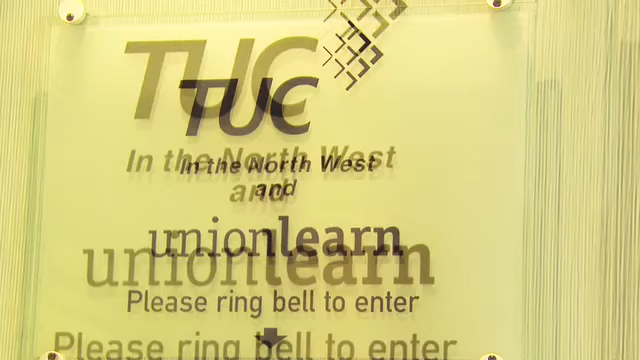 TUC
In the North West
and
unionlearn
Please ring bell to enter